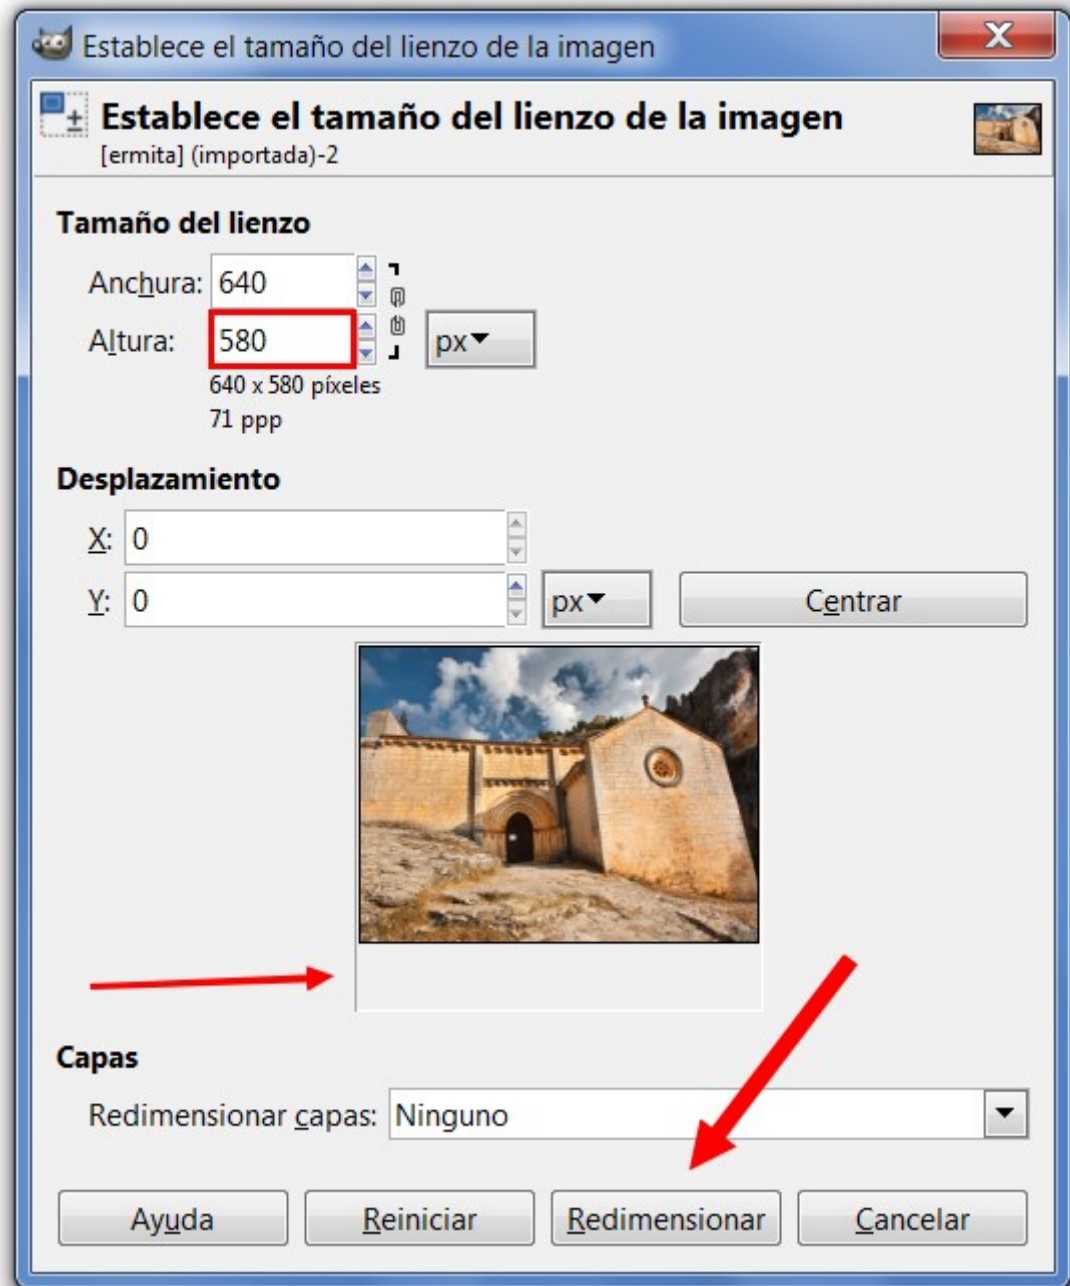 Establece el tamaño del lienzo de la imagen
X
Establece el tamaño del lienzo de la imagen
[ermita] (importada)-2
Tamaño del lienzo
Anchura: 640
Altura: 580 px
640 x 580 píxeles
71 ppp
Desplazamiento
X: 0
Y: 0 px Centrar
Capas
Redimensionar capas: Ninguno
Ayuda Reiniciar Redimensionar Cancelar